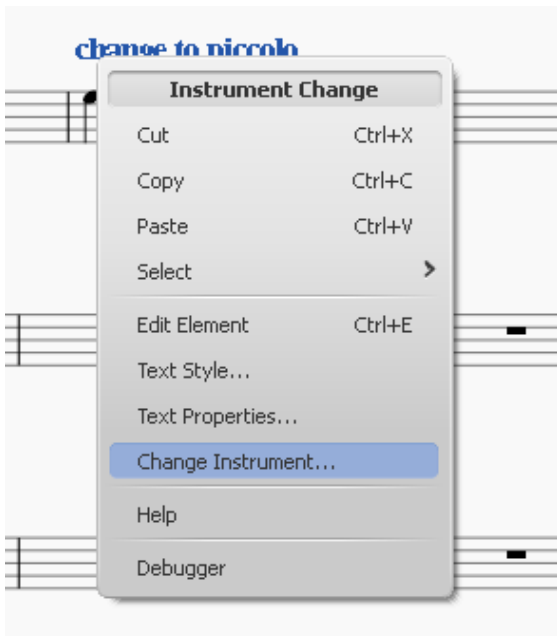 change to piccolo
Instrument Change
Cut Ctrl+X
Copy Ctrl+C
Paste Ctrl+V
Select
Edit Element Ctrl+E
Text Style...
Text Properties...
Change Instrument...
Help
Debugger